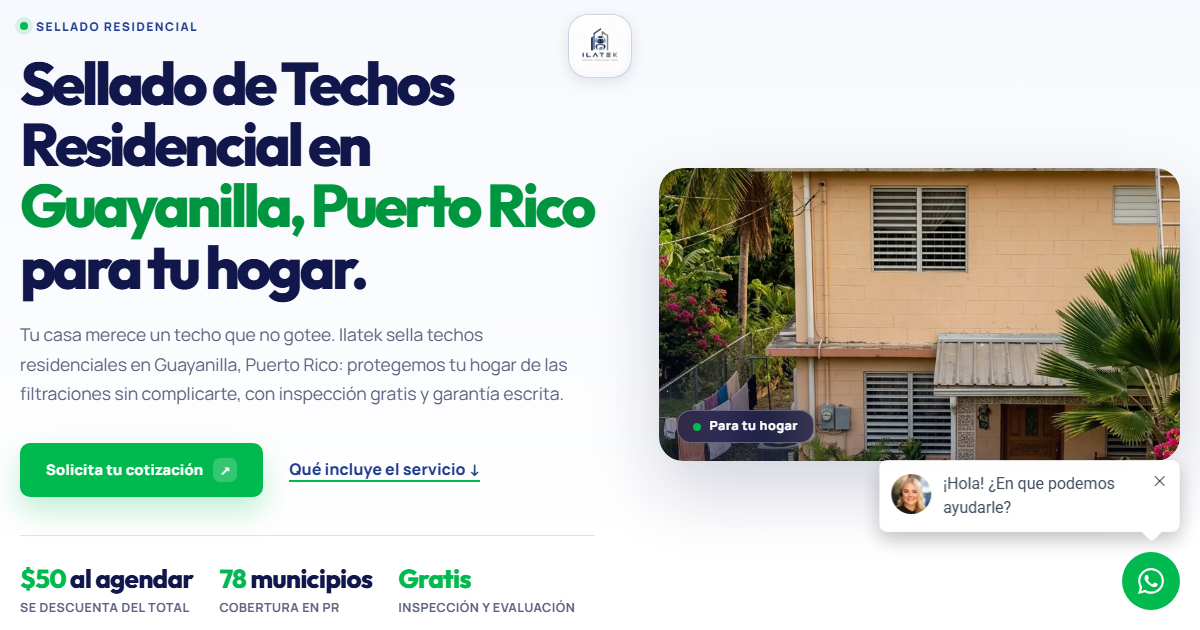 SELLADO RESIDENCIAL
ILATEK
Sellado de Techos
Residencial en
Guayanilla, Puerto Rico
para tu hogar.
Tu casa merece un techo que no gotee. Ilatek sella techos
residenciales en Guayanilla, Puerto Rico: protegemos tu hogar de las
filtraciones sin complicarte, con inspección gratis y garantía escrita.
Solicita tu cotización ↗
Qué incluye el servicio ↓
Para tu hogar
¡Hola! ¿En que podemos
ayudarle?
$50 al agendar
SE DESCUENTA DEL TOTAL
78 municipios
COBERTURA EN PR
Gratis
INSPECCIÓN Y EVALUACIÓN